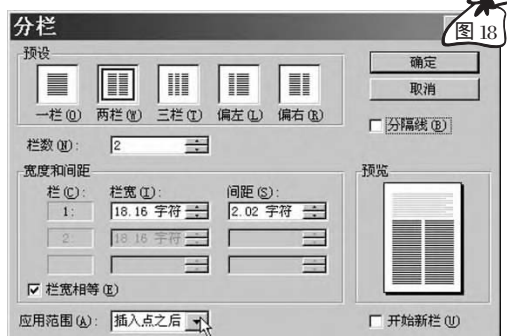 分栏
图 18
预设
一栏(O) 两栏(W) 三栏(T) 偏左(L) 偏右(R)
确定
取消
分隔线(B)
栏数(N): 2
宽度和间距
预览
栏(C): 栏宽(I): 间距(S):
1: 18.16 字符 2.02 字符
2: 18.16 字符
栏宽相等(E)
应用范围(A): 插入点之后
开始新栏(U)